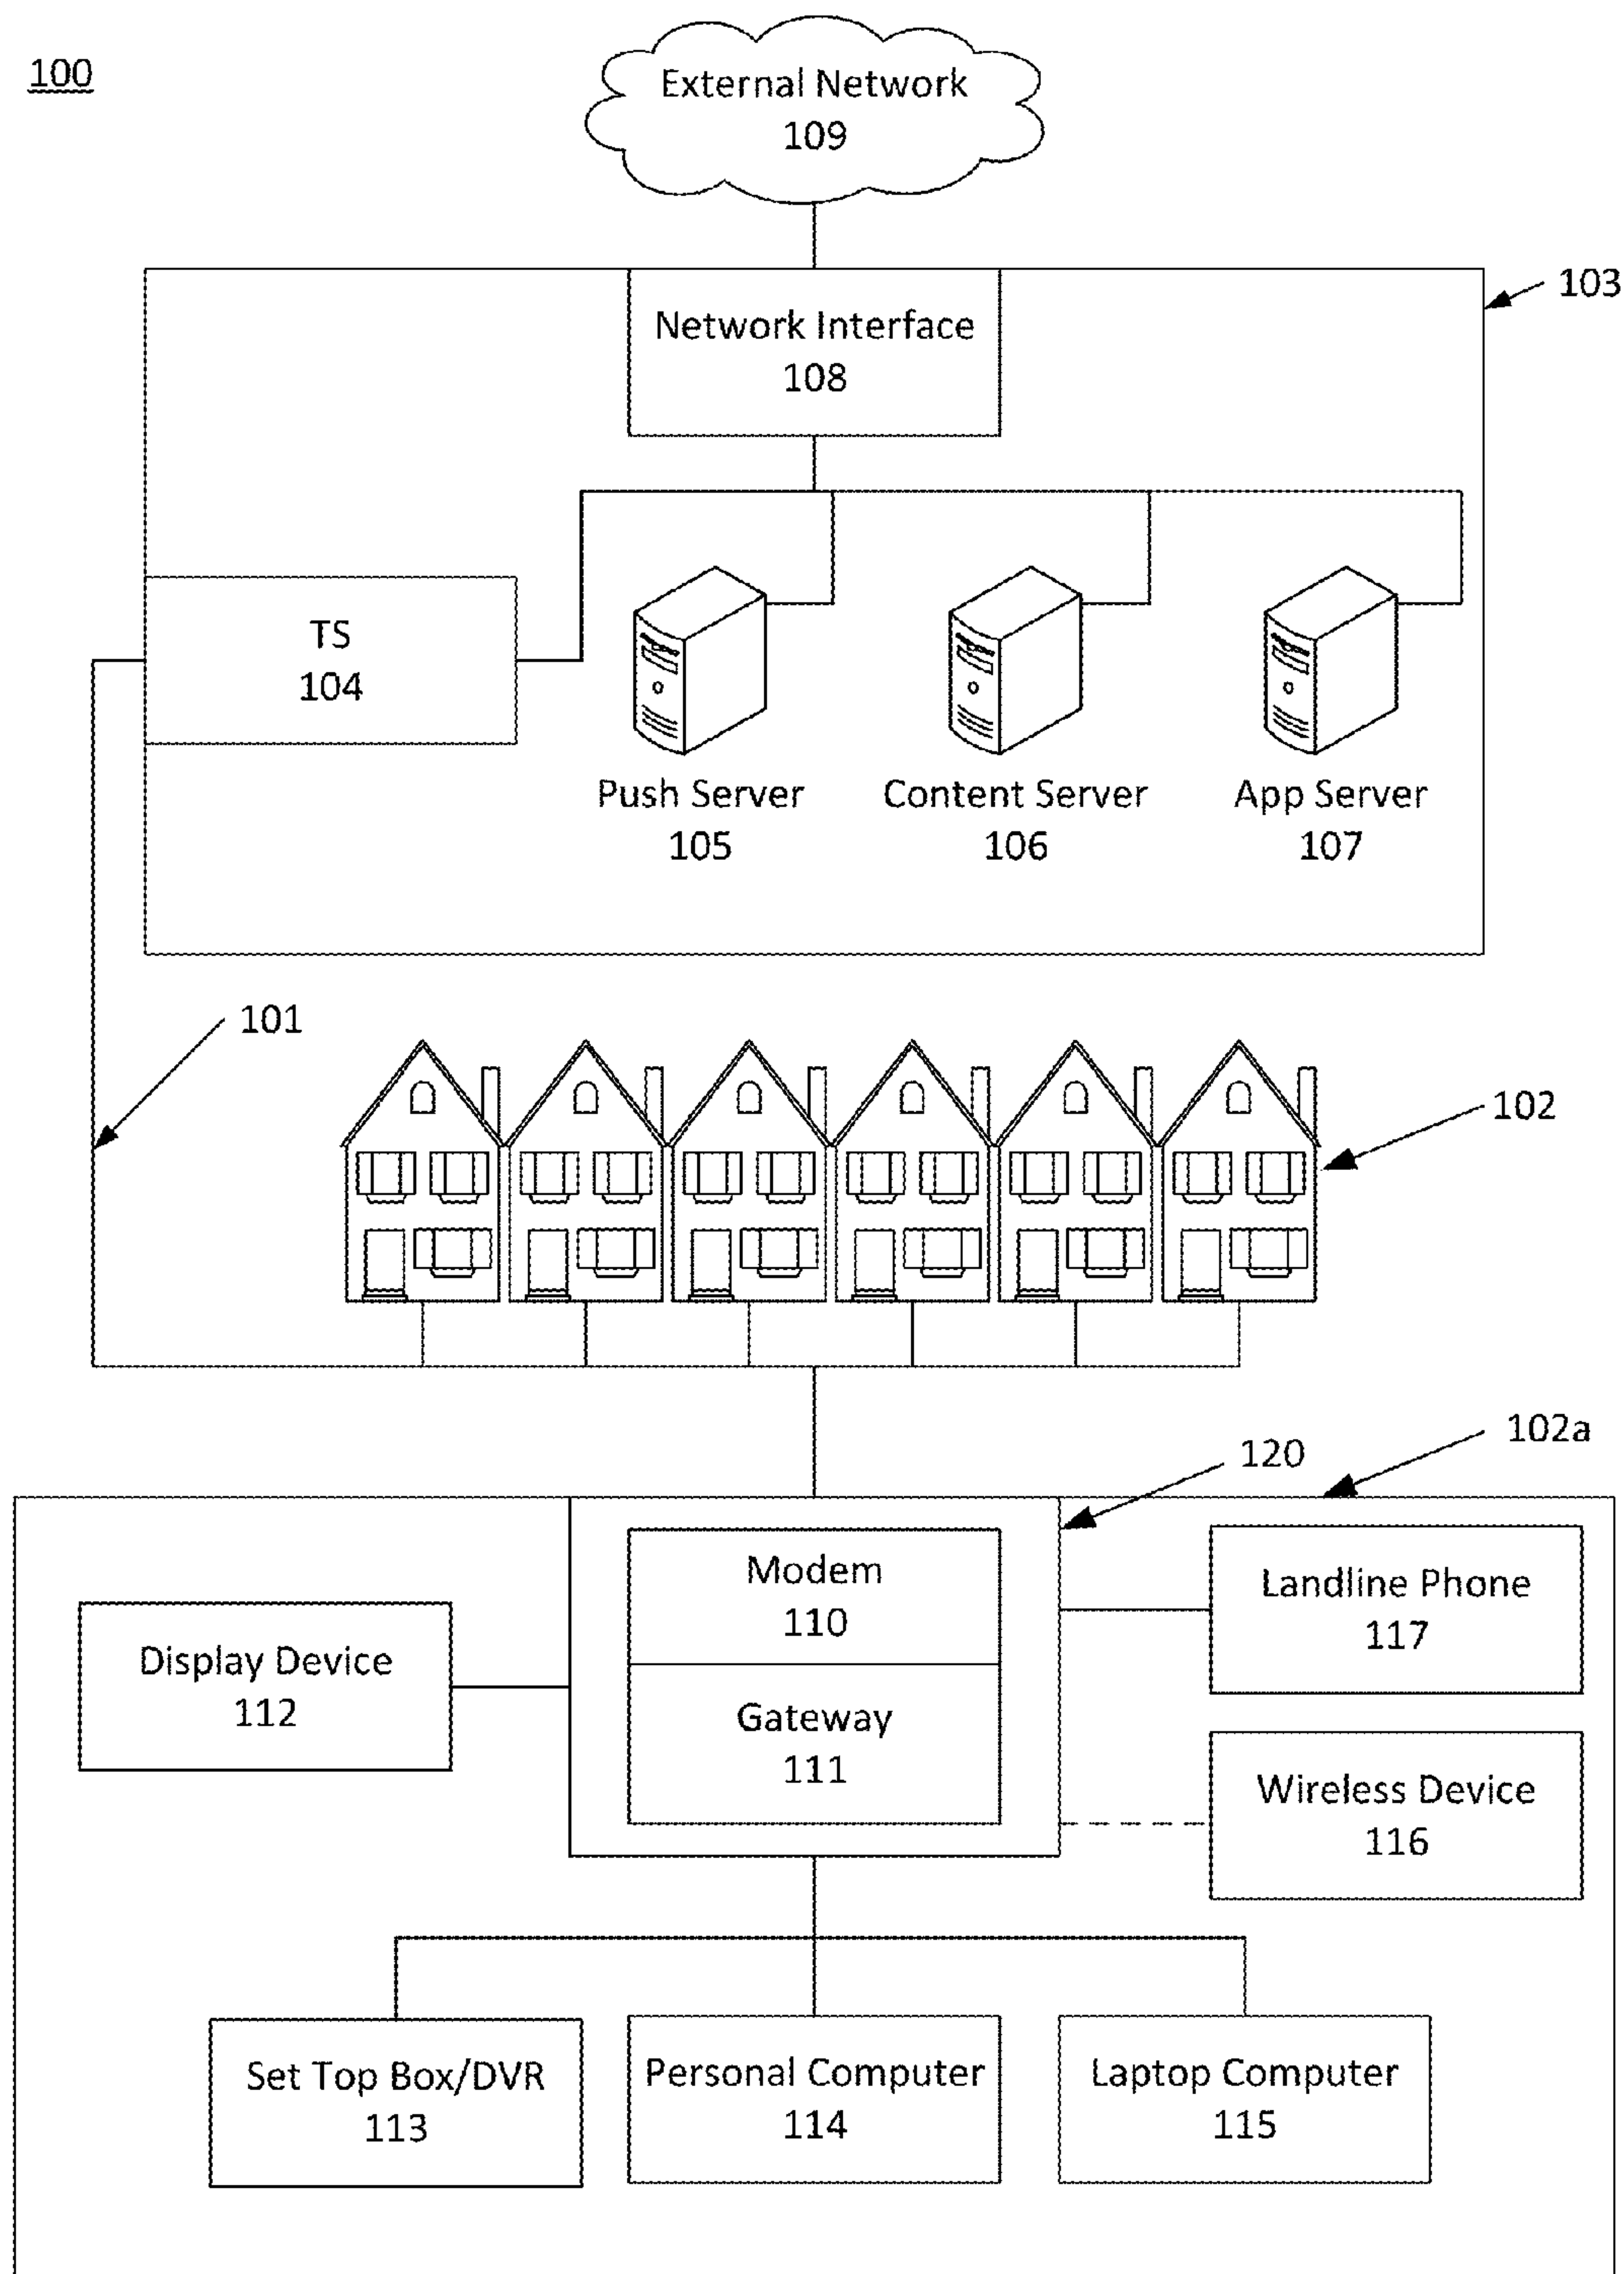 100
External Network
109
103
Network Interface
108
TS
104
Push Server
105
Content Server
106
App Server
107
101
102
102a
120
Modem
110
Landline Phone
117
Display Device
112
Gateway
111
Wireless Device
116
Set Top Box/DVR
113
Personal Computer
114
Laptop Computer
115